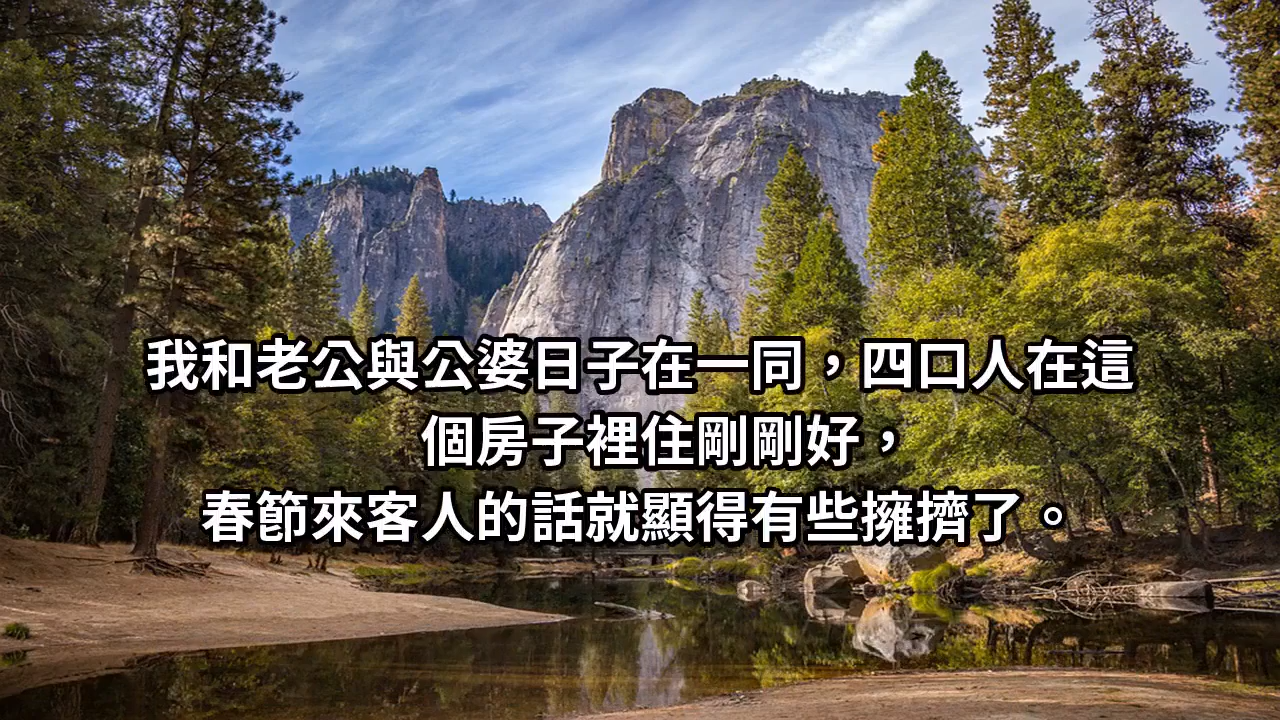 我和老公與公婆日子在一同，四口人在這
個房子裡住剛剛好，
春節來客人的話就顯得有些擁擠了。